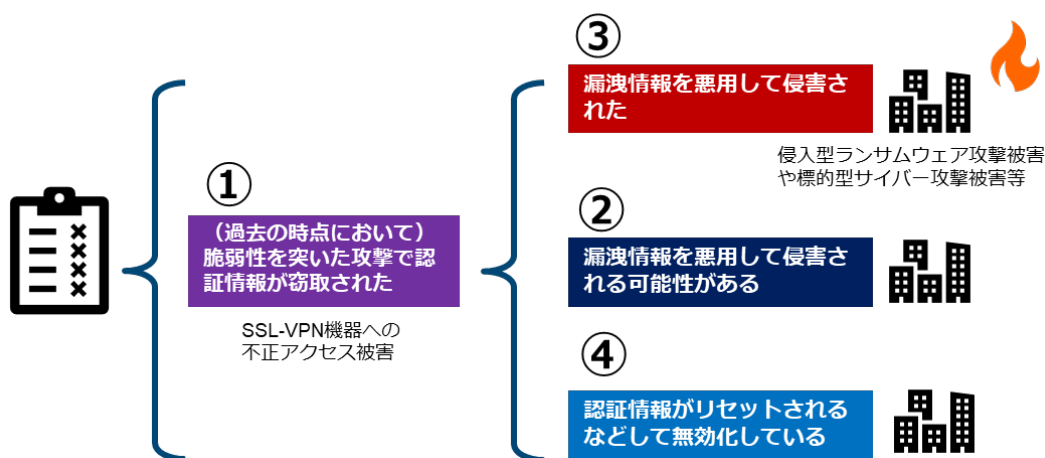 ①
（過去の時点において）
脆弱性を突いた攻撃で認
証情報が窃取された
SSL-VPN機器への
不正アクセス被害
③
漏洩情報を悪用して侵害さ
れた
侵入型ランサムウェア攻撃被害
や標的型サイバー攻撃被害等
②
漏洩情報を悪用して侵害さ
れる可能性がある
④
認証情報がリセットされる
などして無効化している